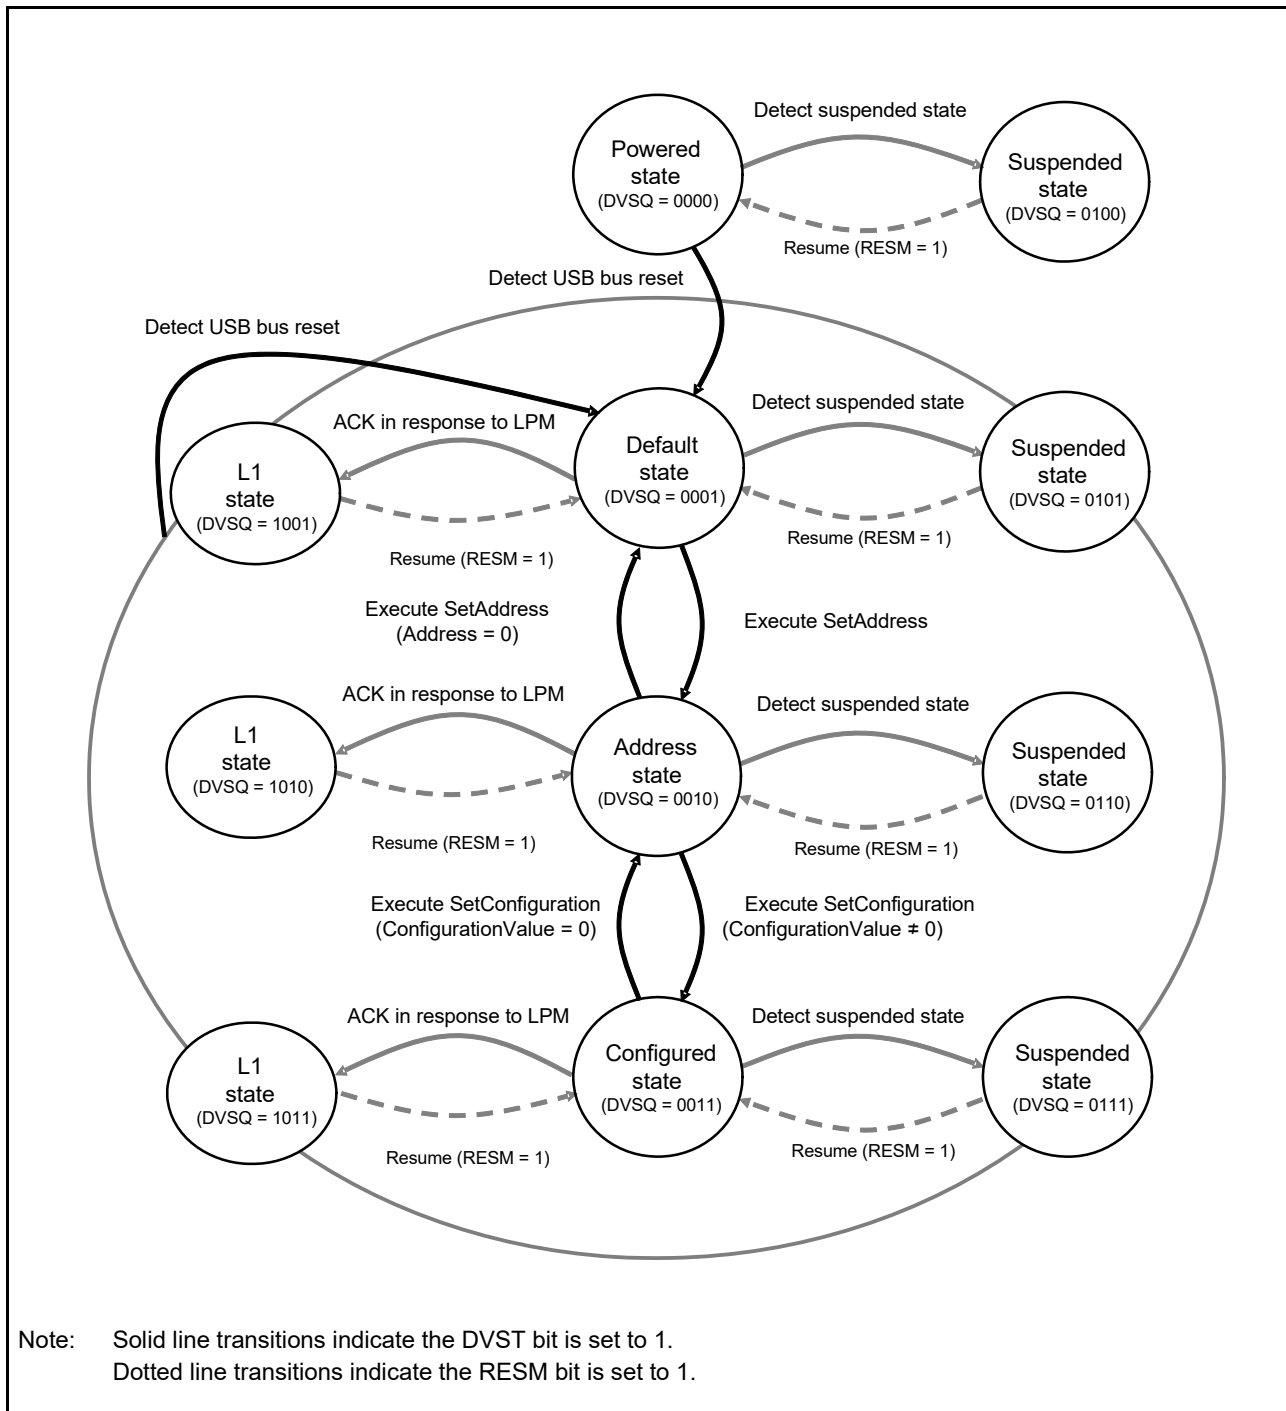 Detect suspended state
Powered
state
(DVSQ = 0000)
Suspended
state
(DVSQ = 0100)
Resume (RESM = 1)
Detect USB bus reset
Detect USB bus reset
ACK in response to LPM
Detect suspended state
L1
state
(DVSQ = 1001)
Default
state
(DVSQ = 0001)
Suspended
state
(DVSQ = 0101)
Resume (RESM = 1)
Resume (RESM = 1)
Execute SetAddress
(Address = 0)
Execute SetAddress
ACK in response to LPM
Detect suspended state
L1
state
(DVSQ = 1010)
Address
state
(DVSQ = 0010)
Suspended
state
(DVSQ = 0110)
Resume (RESM = 1)
Resume (RESM = 1)
Execute SetConfiguration
(ConfigurationValue = 0)
Execute SetConfiguration
(ConfigurationValue ≠ 0)
ACK in response to LPM
Detect suspended state
L1
state
(DVSQ = 1011)
Configured
state
(DVSQ = 0011)
Suspended
state
(DVSQ = 0111)
Resume (RESM = 1)
Resume (RESM = 1)
Note: Solid line transitions indicate the DVST bit is set to 1.
Dotted line transitions indicate the RESM bit is set to 1.